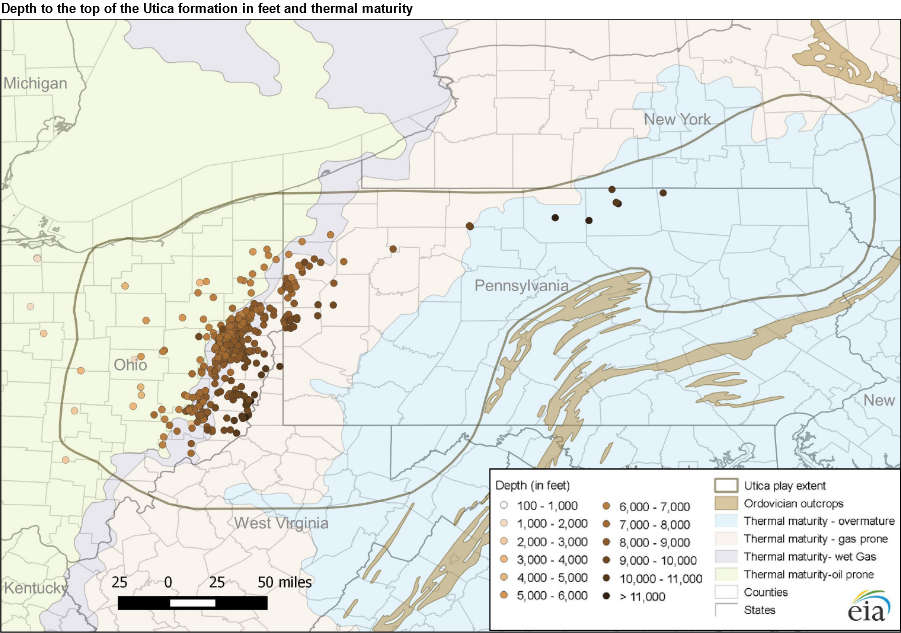 Depth to the top of the Utica formation in feet and thermal maturity
Michigan
New York
Pennsylvania
Ohio
New
West Virginia
Kentucky
25 0 25 50 miles
Depth (in feet)
100 - 1,000
1,000 - 2,000
2,000 - 3,000
3,000 - 4,000
4,000 - 5,000
5,000 - 6,000
6,000 - 7,000
7,000 - 8,000
8,000 - 9,000
9,000 - 10,000
10,000 - 11,000
> 11,000
Utica play extent
Ordovician outcrops
Thermal maturity - overmature
Thermal maturity - gas prone
Thermal maturity- wet Gas
Thermal maturity-oil prone
Counties
States
eia